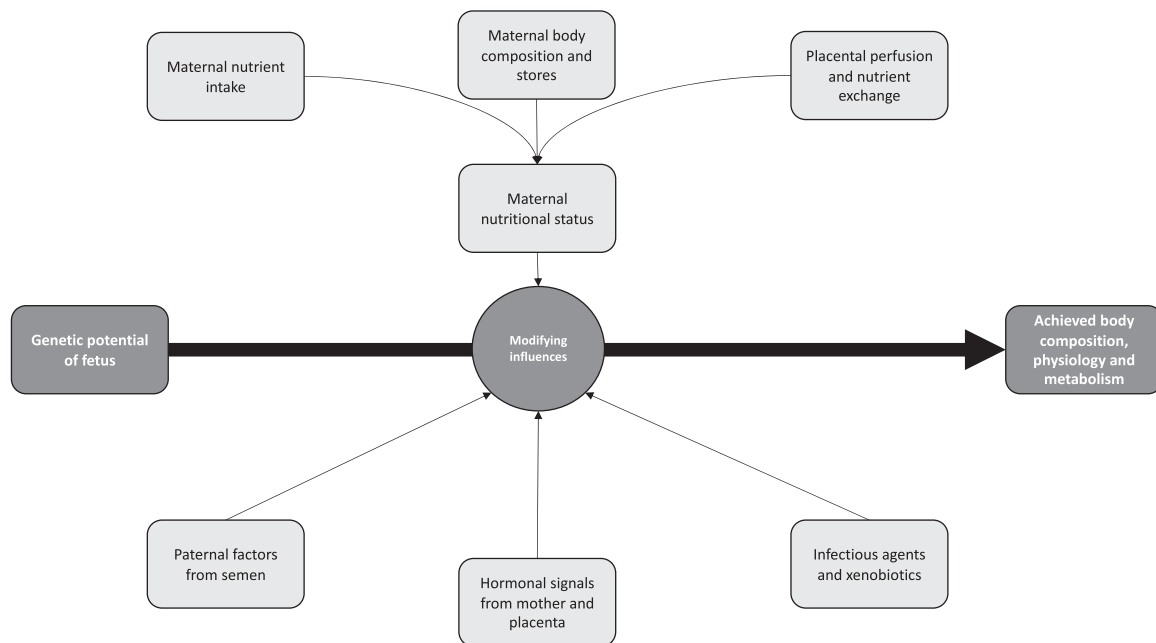 Maternal nutrient
intake
Maternal body
composition and
stores
Placental perfusion
and nutrient
exchange
Maternal
nutritional status
Genetic potential
of fetus
Modifying
influences
Achieved body
composition,
physiology and
metabolism
Paternal factors
from semen
Hormonal signals
from mother and
placenta
Infectious agents
and xenobiotics